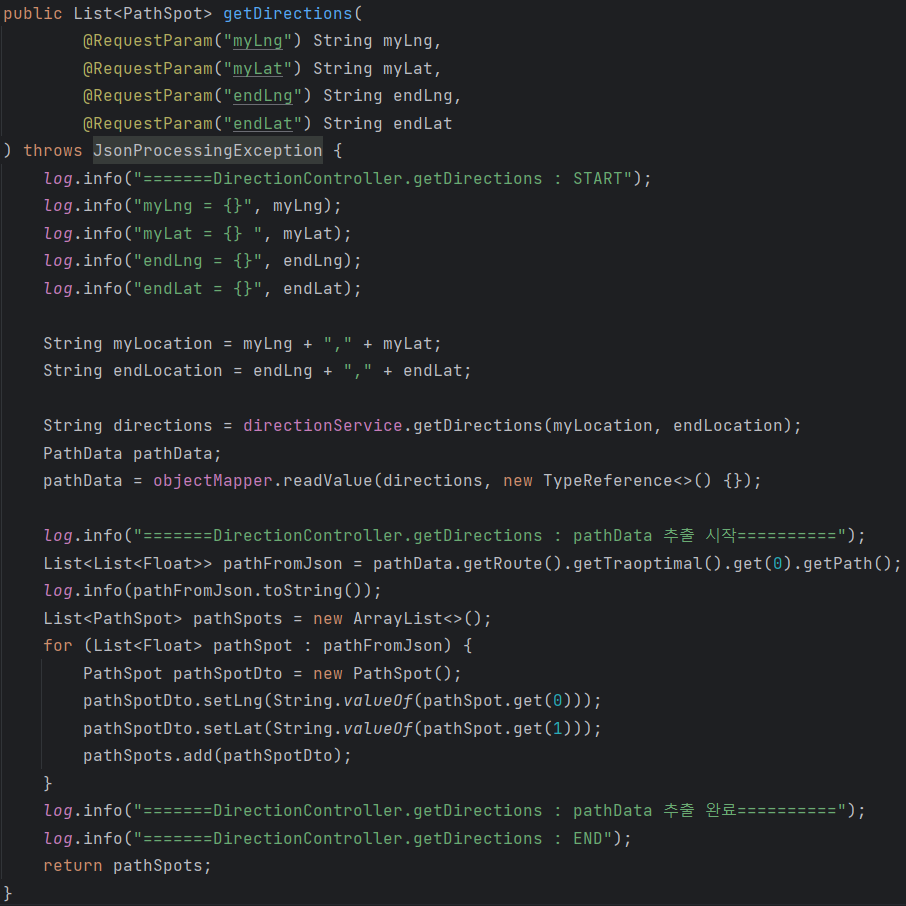 public List<PathSpot> getDirections(
        @RequestParam("myLng") String myLng,
        @RequestParam("myLat") String myLat,
        @RequestParam("endLng") String endLng,
        @RequestParam("endLat") String endLat
) throws JsonProcessingException {
    log.info("=======DirectionController.getDirections : START");
    log.info("myLng = {}", myLng);
    log.info("myLat = {} ", myLat);
    log.info("endLng = {}", endLng);
    log.info("endLat = {}", endLat);

    String myLocation = myLng + "," + myLat;
    String endLocation = endLng + "," + endLat;

    String directions = directionService.getDirections(myLocation, endLocation);
    PathData pathData;
    pathData = objectMapper.readValue(directions, new TypeReference<>() {});

    log.info("=======DirectionController.getDirections : pathData 추출 시작==========");
    List<List<Float>> pathFromJson = pathData.getRoute().getTraoptimal().get(0).getPath();
    log.info(pathFromJson.toString());
    List<PathSpot> pathSpots = new ArrayList<>();
    for (List<Float> pathSpot : pathFromJson) {
        PathSpot pathSpotDto = new PathSpot();
        pathSpotDto.setLng(String.valueOf(pathSpot.get(0)));
        pathSpotDto.setLat(String.valueOf(pathSpot.get(1)));
        pathSpots.add(pathSpotDto);
    }
    log.info("=======DirectionController.getDirections : pathData 추출 완료==========");
    log.info("=======DirectionController.getDirections : END");
    return pathSpots;
}